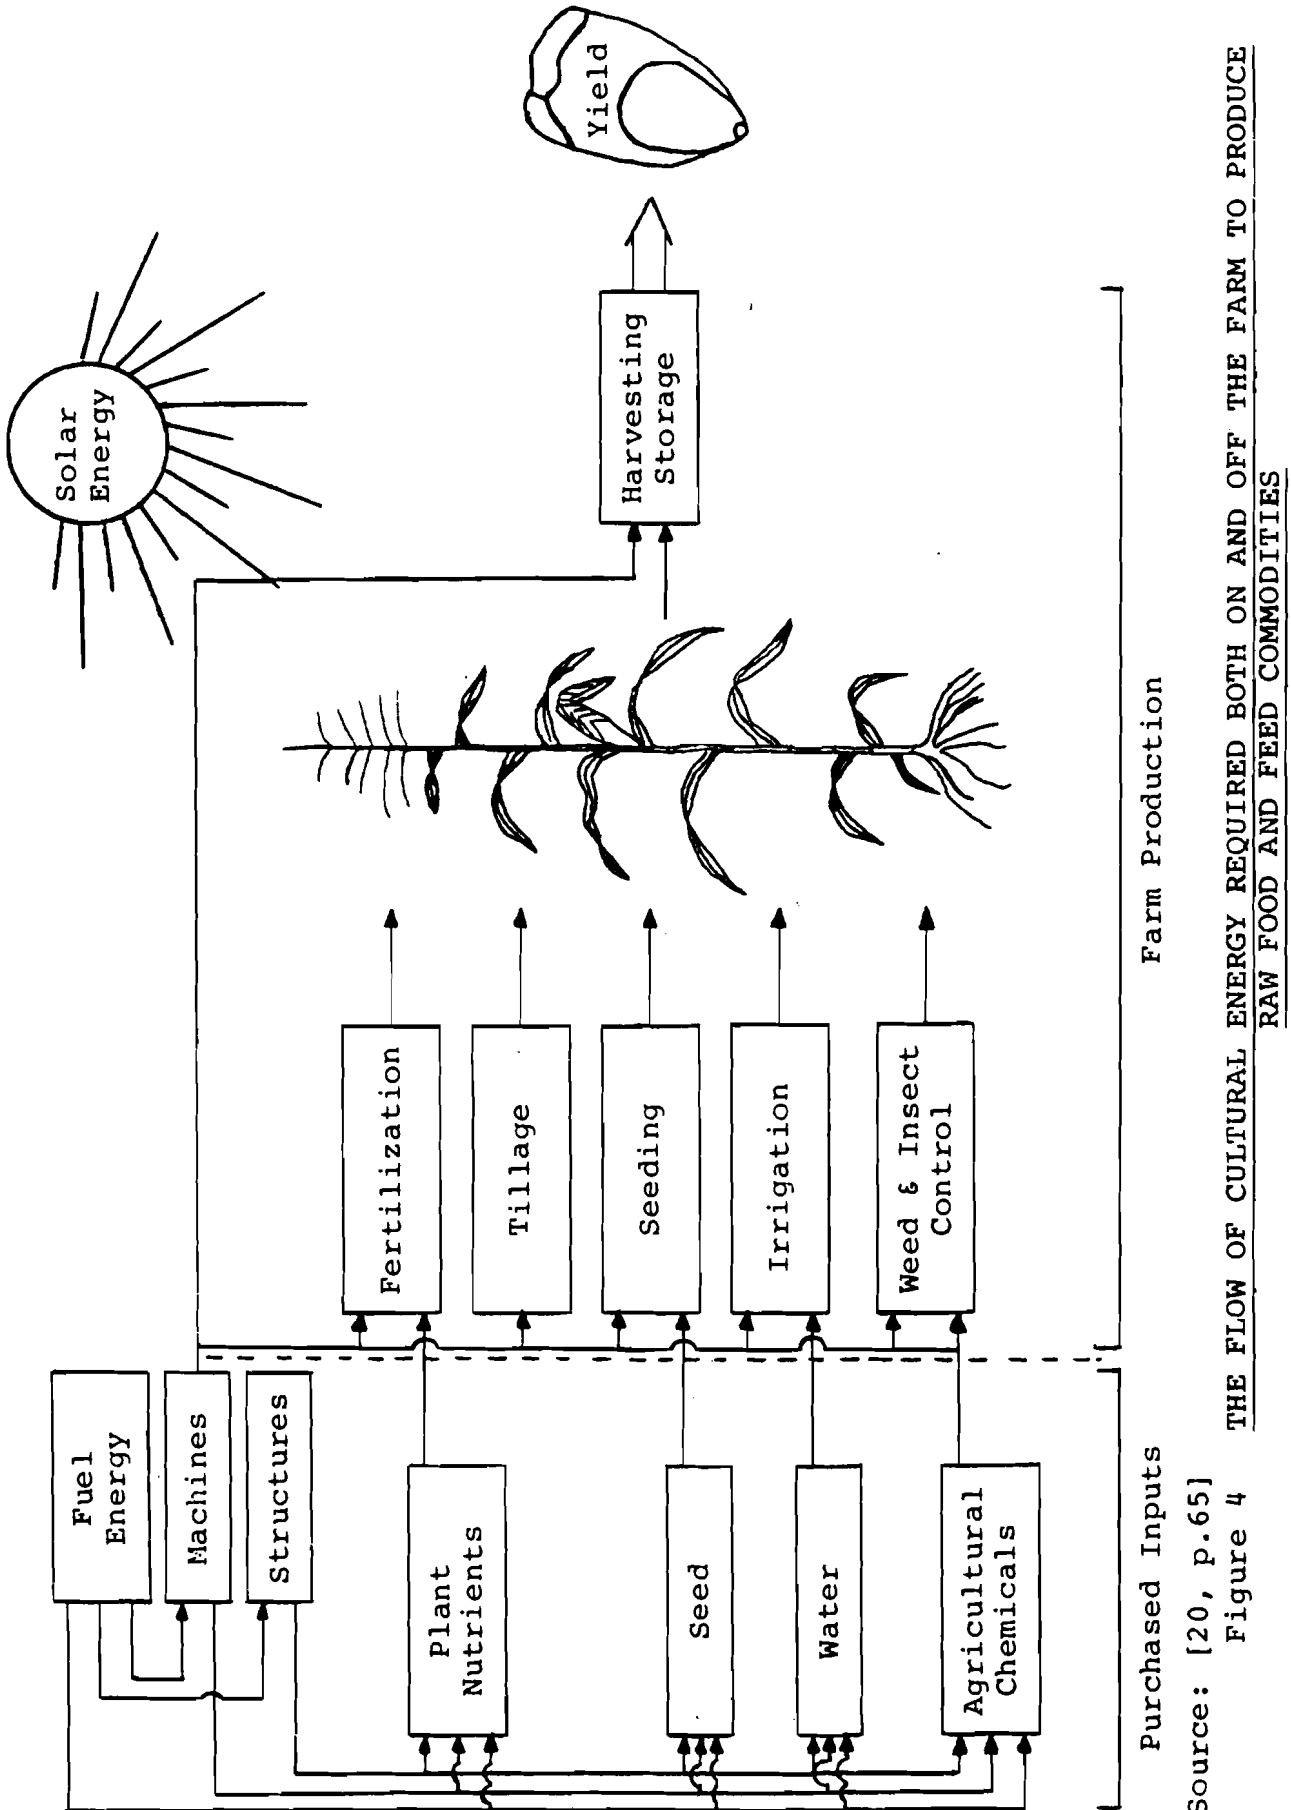 Solar
Energy
Yield
Fuel
Energy
Machines
Structures
Plant
Nutrients
Seed
Water
Agricultural
Chemicals
Fertilization
Tillage
Seeding
Irrigation
Weed & Insect
Control
Harvesting
Storage
Purchased Inputs
Farm Production
Source: [20, p.65]
Figure 4 THE FLOW OF CULTURAL ENERGY REQUIRED BOTH ON AND OFF THE FARM TO PRODUCE
RAW FOOD AND FEED COMMODITIES